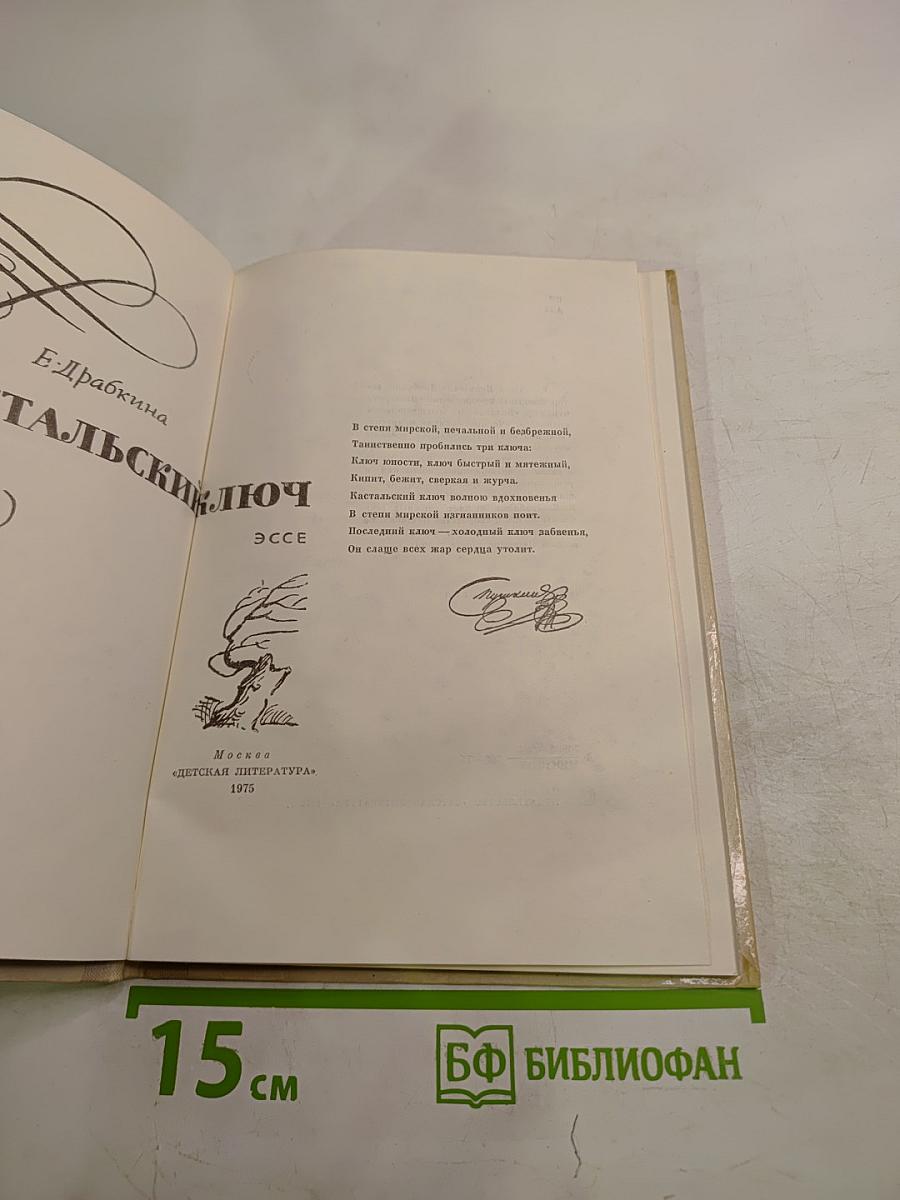 Е. Драбкина
СТАЛЬСКИЙ КЛЮЧ
ЭССЕ
Москва
«ДЕТСКАЯ ЛИТЕРАТУРА»
1975
В степи мирской, печальной и безбрежной,
Таинственно пробились три ключа:
Ключ юности, ключ быстрый и мятежный,
Кипит, бежит, сверкая и журча.
Кастальский ключ волною вдохновенья
В степи мирской изгнанников поит.
Последний ключ — холодный ключ забвенья,
Он слаще всех жар сердца утолит.
Пушкин
15 см
БФ БИБЛИОФАН